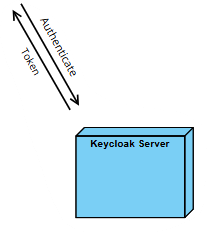 Authenticate
Token
Keycloak Server